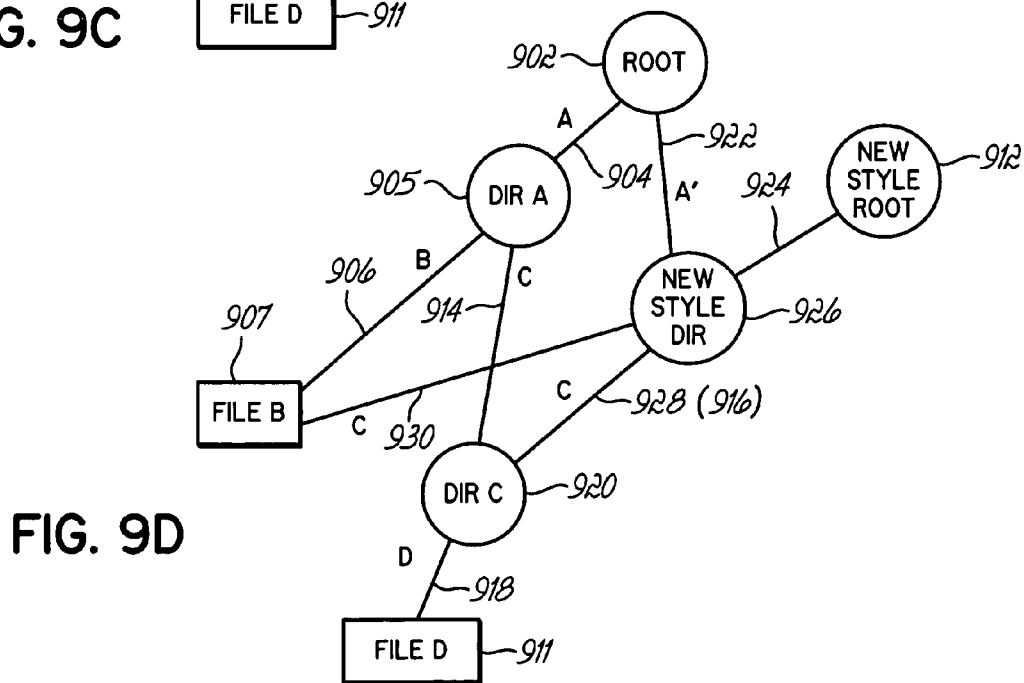 G. 9C
FILE D
911
902
ROOT
A
904
922
A'
905
DIR A
924
NEW
STYLE
ROOT
912
B
906
C
914
NEW
STYLE
DIR
926
907
FILE B
C
930
C
928 (916)
DIR C
920
FIG. 9D
D
918
FILE D
911